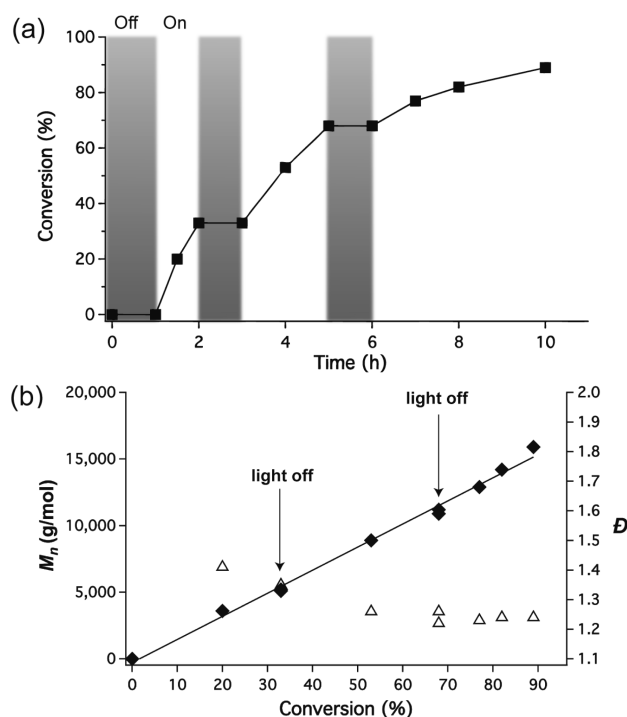 (a)
Off On
100
80
60
40
20
0
Conversion (%)
0 2 4 6 8 10
Time (h)
(b)
20,000
15,000
10,000
5,000
0
Mn (g/mol)
light off
light off
2.0
1.9
1.8
1.7
1.6
1.5
1.4
1.3
1.2
1.1
Đ
0 10 20 30 40 50 60 70 80 90
Conversion (%)